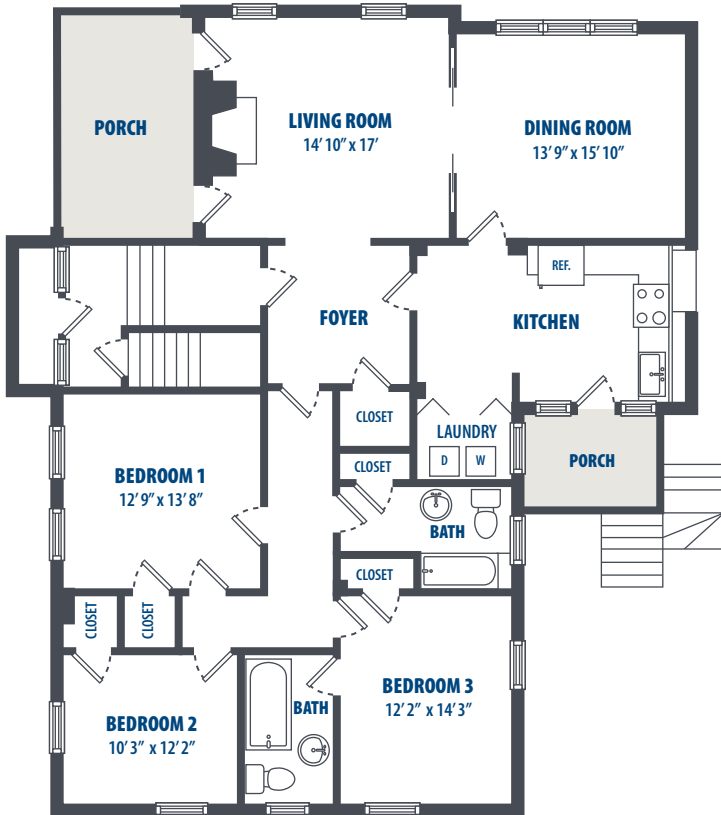 PORCH
LIVING ROOM
14' 10" x 17'
DINING ROOM
13' 9" x 15' 10"
REF.
FOYER
KITCHEN
CLOSET
LAUNDRY
D
W
PORCH
CLOSET
BEDROOM 1
12' 9" x 13' 8"
BATH
CLOSET
CLOSET
CLOSET
BEDROOM 2
10' 3" x 12' 2"
BATH
BEDROOM 3
12' 2" x 14' 3"